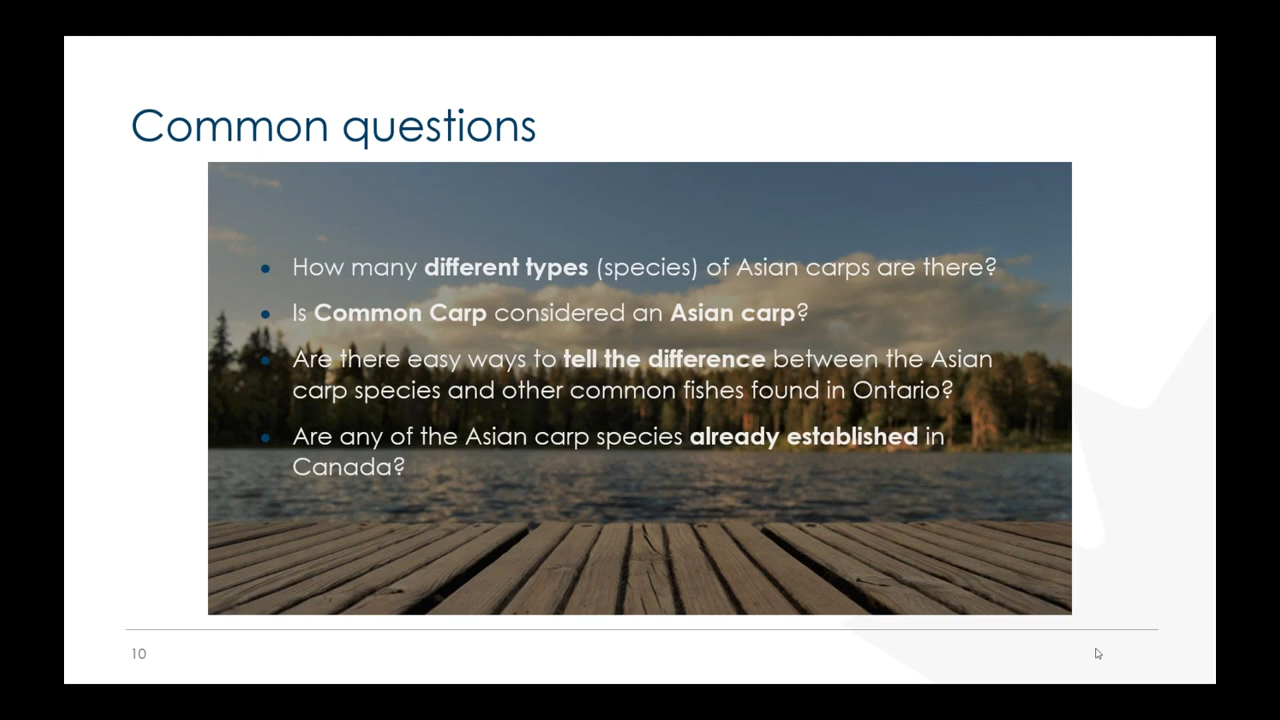 Common questions
• How many different types (species) of Asian carps are there?
• Is Common Carp considered an Asian carp?
• Are there easy ways to tell the difference between the Asian
carp species and other common fishes found in Ontario?
• Are any of the Asian carp species already established in
Canada?
10